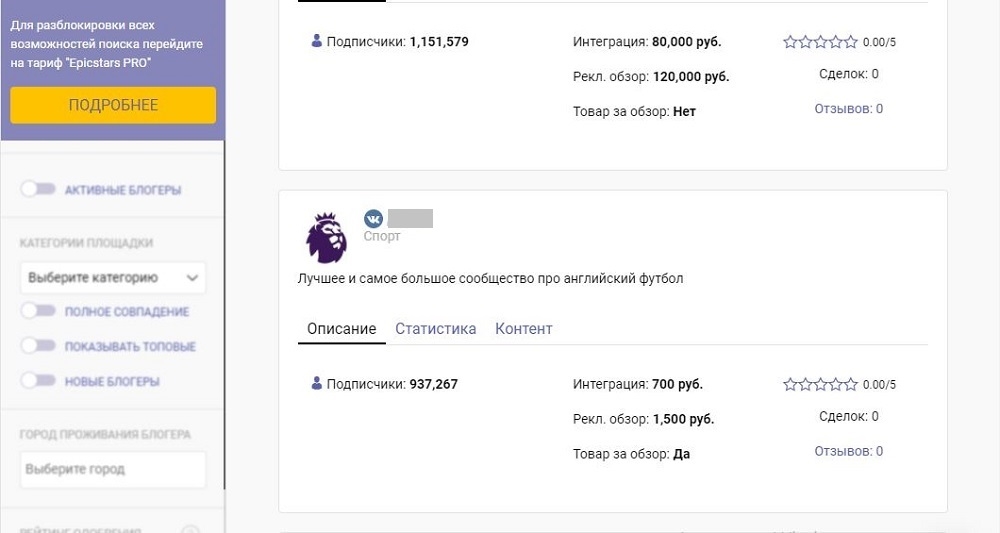 Для разблокировки всех
возможностей поиска перейдите
на тариф "Epicstars PRO"
ПОДРОБНЕЕ
АКТИВНЫЕ БЛОГЕРЫ
КАТЕГОРИИ ПЛОЩАДКИ
Выберите категорию
ПОЛНОЕ СОВПАДЕНИЕ
ПОКАЗЫВАТЬ ТОПОВЫЕ
НОВЫЕ БЛОГЕРЫ
ГОРОД ПРОЖИВАНИЯ БЛОГЕРА
Выберите город
Подписчики: 1,151,579
Интеграция: 80,000 руб.
0.00/5
Рекл. обзор: 120,000 руб.
Сделок: 0
Товар за обзор: Нет
Отзывов: 0
Спорт
Лучшее и самое большое сообщество про английский футбол
Описание Статистика Контент
Подписчики: 937,267
Интеграция: 700 руб.
0.00/5
Рекл. обзор: 1,500 руб.
Сделок: 0
Товар за обзор: Да
Отзывов: 0